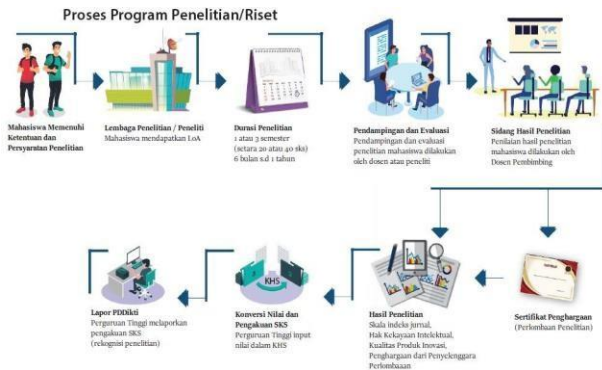 Proses Program Penelitian/Riset
Mahasiswa Memenuhi
Ketentuan dan
Persyaratan Penelitian
Lembaga Penelitian / Peneliti
Mahasiswa mendapatkan LoA
Durasi Penelitian
1 atau 3 semester
(setara 20 atau 40 sks)
6 bulan s.d 1 tahun
Pendampingan dan Evaluasi
Pendampingan dan evaluasi
penelitian mahasiswa dilakukan
oleh dosen atau peneliti
Sidang Hasil Penelitian
Penilaian hasil penelitian
mahasiswa dilakukan oleh
Dosen Pembimbing
Lapor PDDikti
Perguruan Tinggi melaporkan
pengakuan SKS
(rekognisi penelitian)
KHS
Konversi Nilai dan
Pengakuan SKS
Perguruan Tinggi input
nilai dalam KHS
Hasil Penelitian
Skala indeks jurnal,
Hak Kekayaan Intelektual,
Kualitas Produk Inovasi,
Penghargaan dari Penyelenggara
Perlombaaan
Sertifikat Penghargaan
(Perlombaan Penelitian)